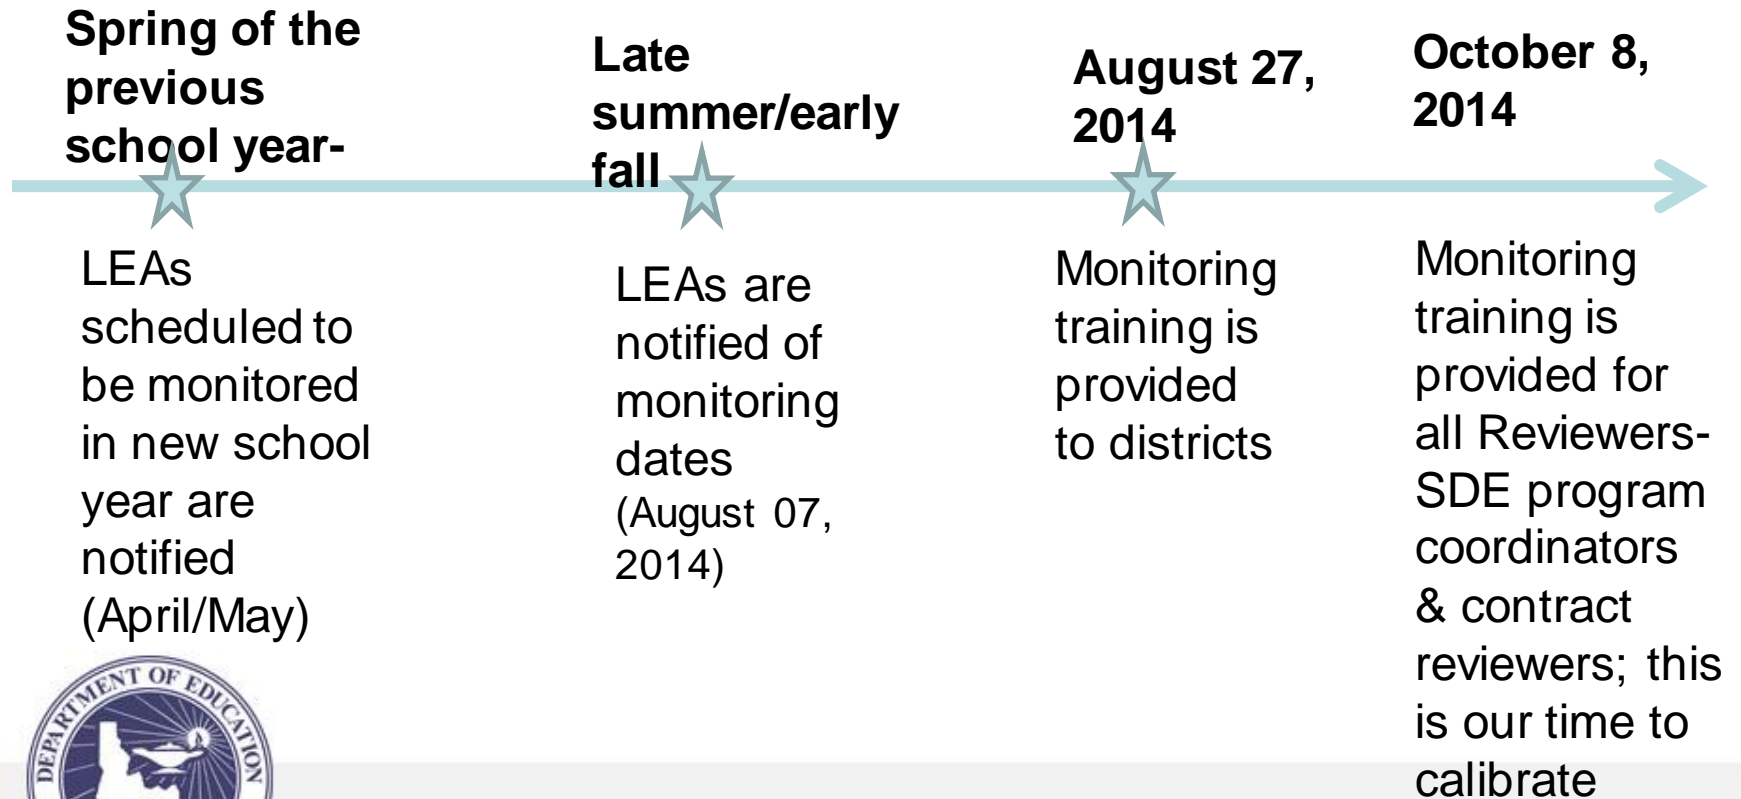 Spring of the
previous
school year-
LEAs
scheduled to
be monitored
in new school
year are
notified
(April/May)
Late
summer/early
fall
LEAs are
notified of
monitoring
dates
(August 07,
2014)
August 27,
2014
Monitoring
training is
provided
to districts
October 8,
2014
Monitoring
training is
provided for
all Reviewers-
SDE program
coordinators
& contract
reviewers; this
is our time to
calibrate
DEPARTMENT OF EDUCATION